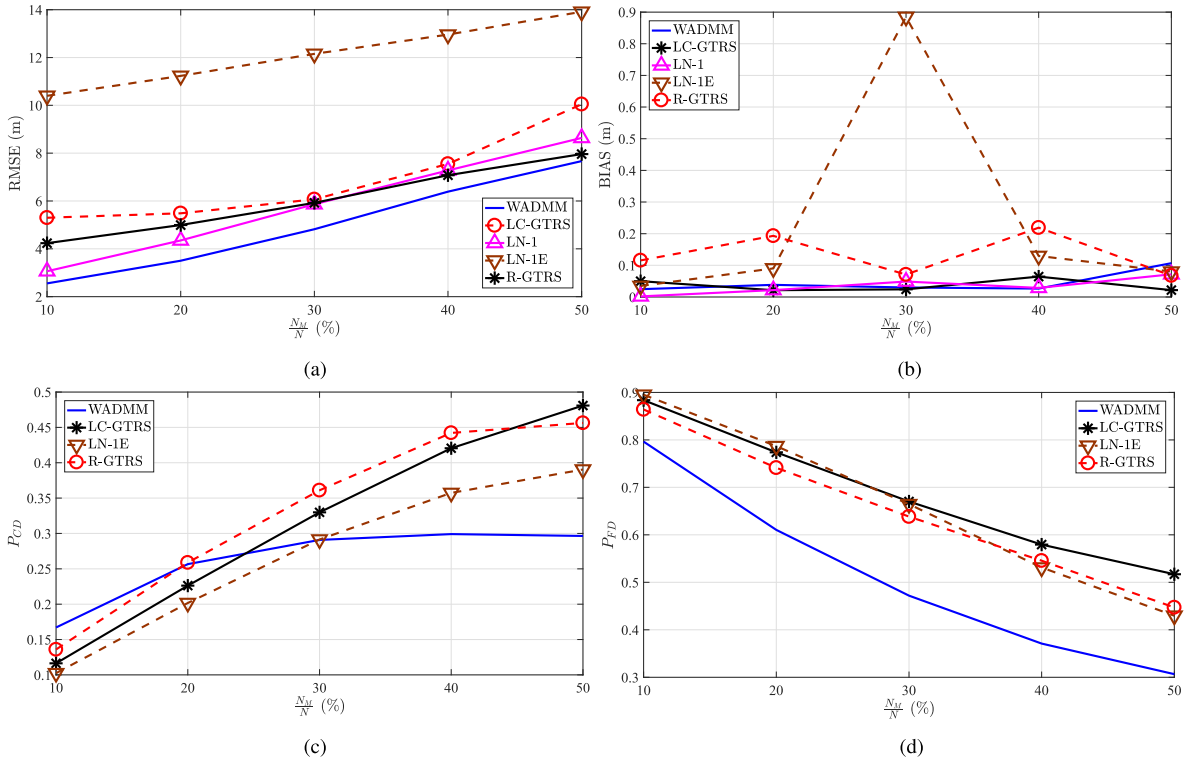 14
12
10
8
6
4
2
RMSE (m)
WADMM
LC-GTRS
LN-1
LN-1E
R-GTRS
10 20 30 40 50
N_M/N (%)
(a)
0.9
0.8
0.7
0.6
0.5
0.4
0.3
0.2
0.1
0
BIAS (m)
WADMM
LC-GTRS
LN-1
LN-1E
R-GTRS
10 20 30 40 50
N_M/N (%)
(b)
0.5
0.45
0.4
0.35
0.3
0.25
0.2
0.15
0.1
P_CD
WADMM
LC-GTRS
LN-1E
R-GTRS
10 20 30 40 50
N_M/N (%)
(c)
0.9
0.8
0.7
0.6
0.5
0.4
0.3
P_FD
WADMM
LC-GTRS
LN-1E
R-GTRS
10 20 30 40 50
N_M/N (%)
(d)